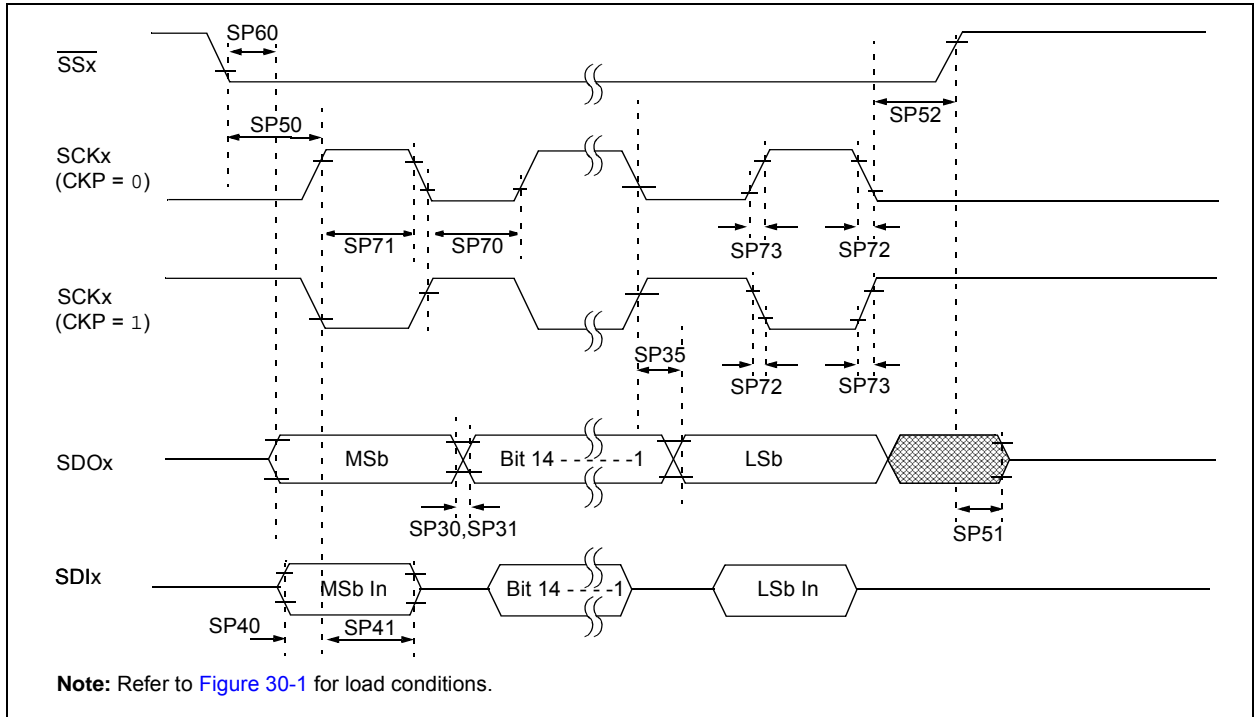 SP60
SSx
SP52
SP50
SCKx
(CKP = 0)
SP71
SP70
SP73
SP72
SCKx
(CKP = 1)
SP35
SP72
SP73
SDOx
MSb
Bit 14 - - - - - -1
LSb
SP30,SP31
SP51
SDIx
MSb In
Bit 14 - - - -1
LSb In
SP40
SP41
Note: Refer to Figure 30-1 for load conditions.